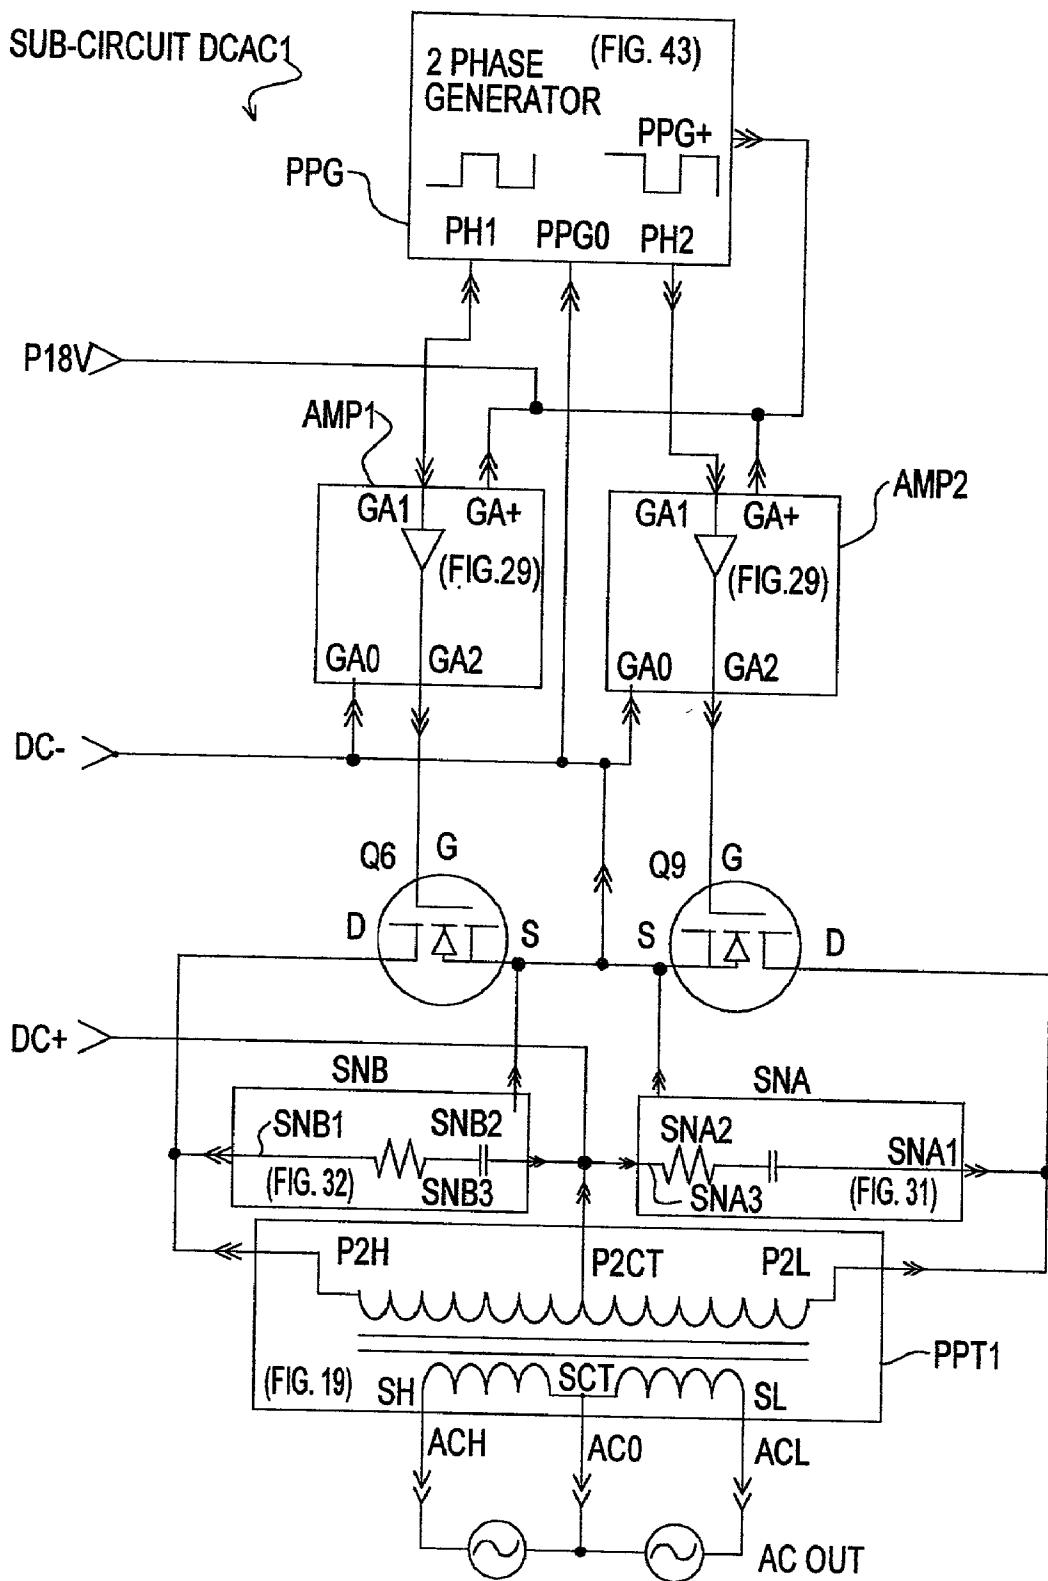 SUB-CIRCUIT DCAC1
(FIG. 43)
2 PHASE
GENERATOR
PPG+
PPG
PH1 PPG0 PH2
P18V
AMP1
AMP2
GA1 GA+
(FIG.29)
GA0 GA2
GA1 GA+
(FIG.29)
GA0 GA2
DC-
Q6 G
D S
Q9 G
S D
DC+
SNB
SNA
SNB1 SNB2
(FIG. 32) SNB3
SNA2 SNA1
SNA3 (FIG. 31)
P2H P2CT P2L
PPT1
(FIG. 19) SH SCT SL
ACH AC0 ACL
AC OUT